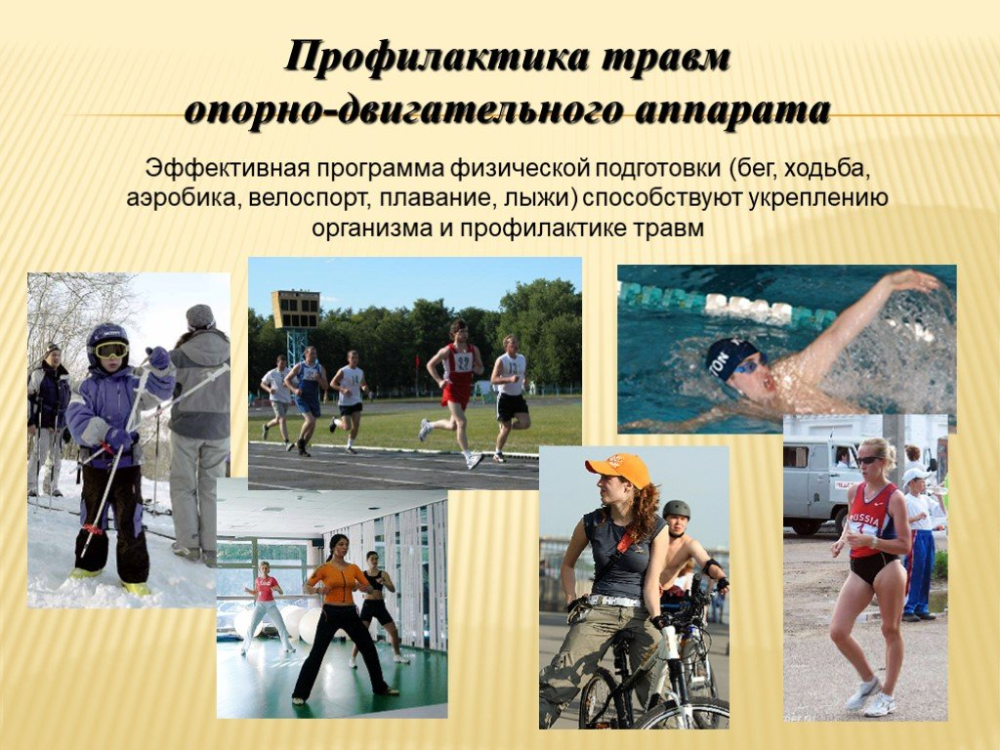 Профилактика травм
опорно-двигательного аппарата
Эффективная программа физической подготовки (бег, ходьба,
аэробика, велоспорт, плавание, лыжи) способствуют укреплению
организма и профилактике травм
RUSSIA